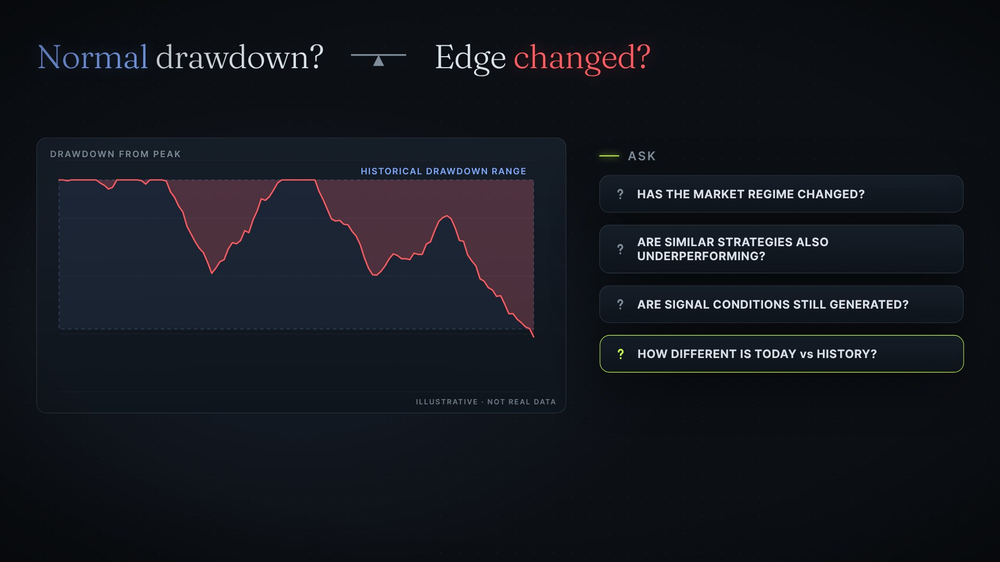 Normal drawdown?
Edge changed?
DRAWDOWN FROM PEAK
HISTORICAL DRAWDOWN RANGE
ILLUSTRATIVE · NOT REAL DATA
ASK
? HAS THE MARKET REGIME CHANGED?
? ARE SIMILAR STRATEGIES ALSO
UNDERPERFORMING?
? ARE SIGNAL CONDITIONS STILL GENERATED?
? HOW DIFFERENT IS TODAY vs HISTORY?